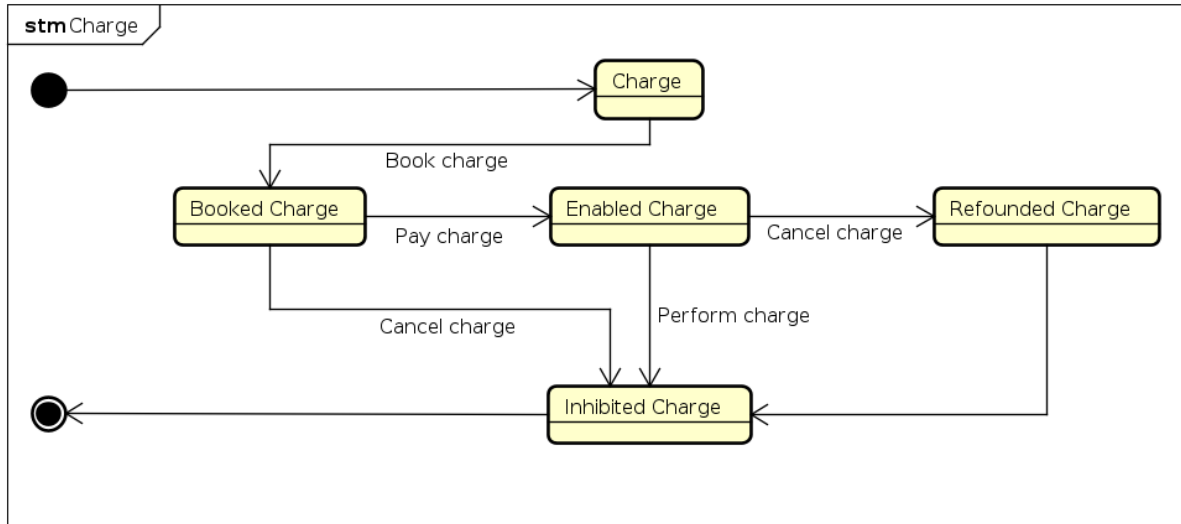 stm Charge
Charge
Book charge
Booked Charge
Enabled Charge
Refounded Charge
Pay charge
Cancel charge
Cancel charge
Perform charge
Inhibited Charge